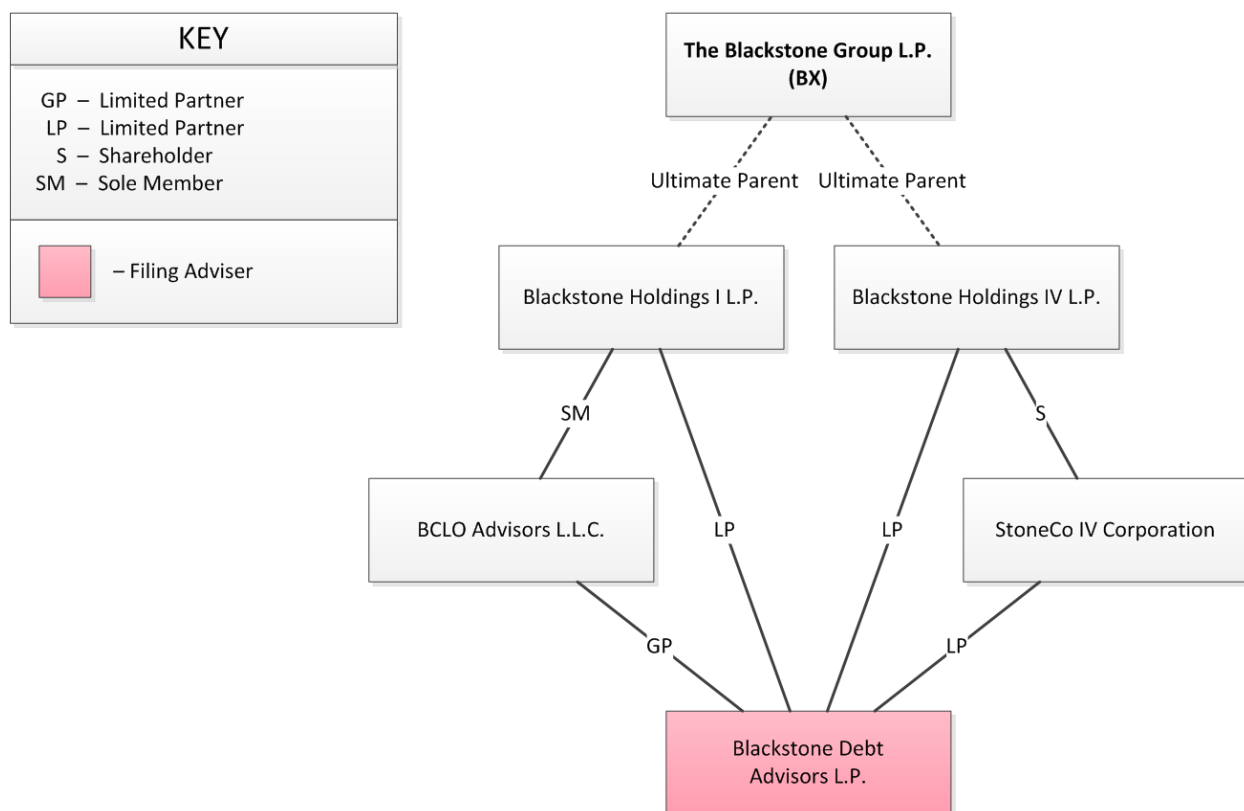 KEY
GP – Limited Partner
LP – Limited Partner
S – Shareholder
SM – Sole Member
– Filing Adviser
The Blackstone Group L.P.
(BX)
Ultimate Parent
Ultimate Parent
Blackstone Holdings I L.P.
Blackstone Holdings IV L.P.
SM
S
BCLO Advisors L.L.C.
LP
LP
StoneCo IV Corporation
GP
LP
Blackstone Debt
Advisors L.P.